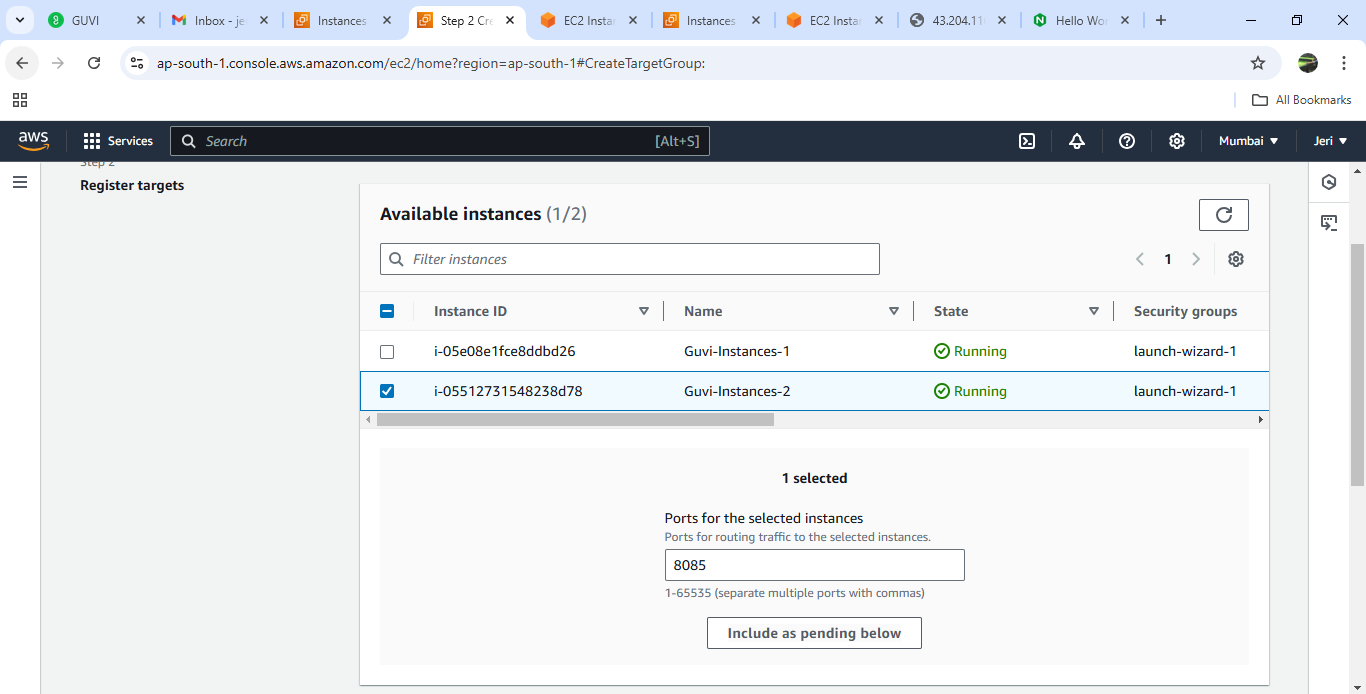 GUVI
Inbox - je
Instances
Step 2 Cre
EC2 Instan
Instances
EC2 Instan
43.204.11
Hello Wor
ap-south-1.console.aws.amazon.com/ec2/home?region=ap-south-1#CreateTargetGroup:
All Bookmarks
aws
Services
Search
[Alt+S]
Mumbai
Jeri
Step 2
Register targets
Available instances (1/2)
Filter instances
1
Instance ID Name State Security groups
i-05e08e1fce8ddbd26 Guvi-Instances-1 Running launch-wizard-1
i-05512731548238d78 Guvi-Instances-2 Running launch-wizard-1
1 selected
Ports for the selected instances
Ports for routing traffic to the selected instances.
8085
1-65535 (separate multiple ports with commas)
Include as pending below